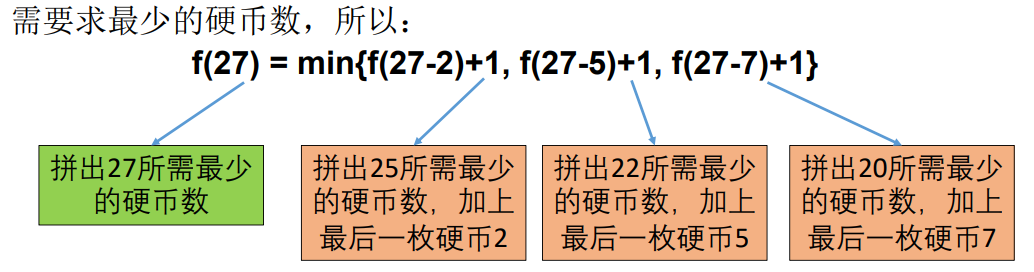 需要求最少的硬币数，所以：
f(27) = min{f(27-2)+1, f(27-5)+1, f(27-7)+1}
拼出27所需最少
的硬币数
拼出25所需最少
的硬币数，加上
最后一枚硬币2
拼出22所需最少
的硬币数，加上
最后一枚硬币5
拼出20所需最少
的硬币数，加上
最后一枚硬币7